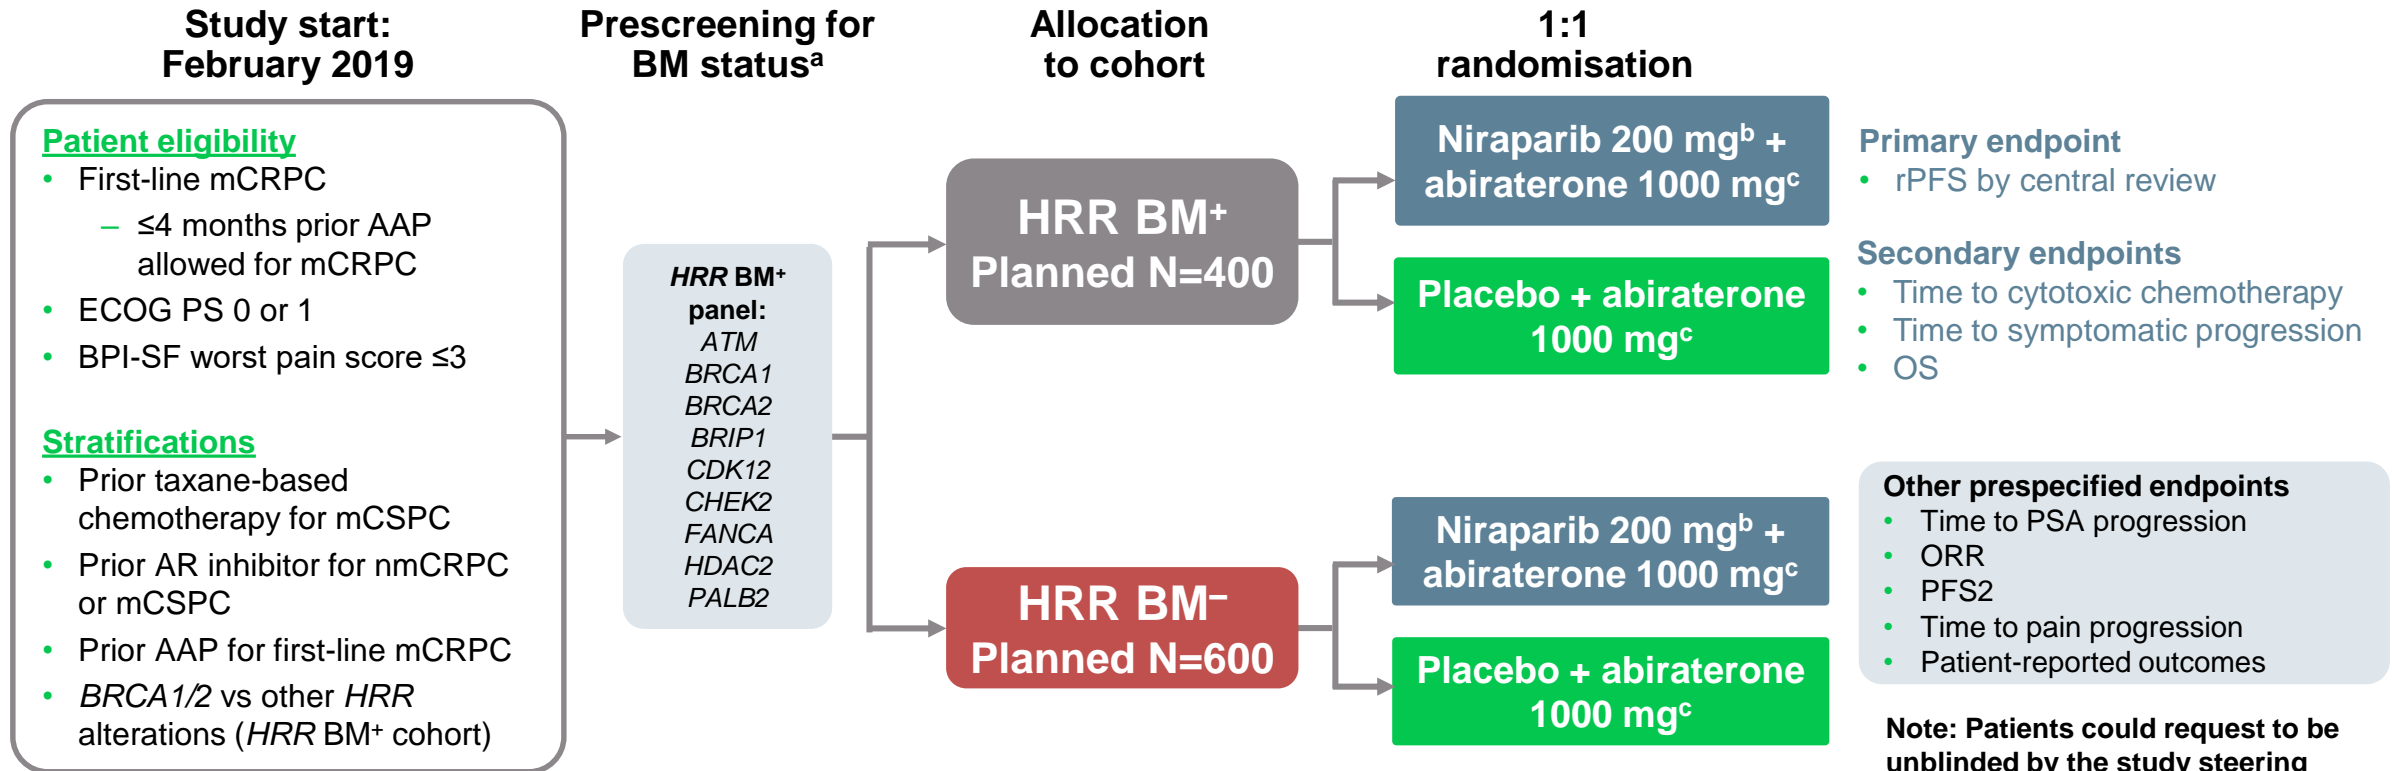 Study start:
February 2019
Patient eligibility
• First-line mCRPC
– ≤4 months prior AAP
allowed for mCRPC
• ECOG PS 0 or 1
• BPI-SF worst pain score ≤3
Stratifications
• Prior taxane-based
chemotherapy for mCSPC
• Prior AR inhibitor for nmCRPC
or mCSPC
• Prior AAP for first-line mCRPC
• BRCA1/2 vs other HRR
alterations (HRR BM⁺ cohort)
Prescreening for
BM statusᵃ
HRR BM⁺
panel:
ATM
BRCA1
BRCA2
BRIP1
CDK12
CHEK2
FANCA
HDAC2
PALB2
Allocation
to cohort
HRR BM⁺
Planned N=400
HRR BM⁻
Planned N=600
1:1
randomisation
Niraparib 200 mgᵇ +
abiraterone 1000 mgᶜ
Placebo + abiraterone
1000 mgᶜ
Niraparib 200 mgᵇ +
abiraterone 1000 mgᶜ
Placebo + abiraterone
1000 mgᶜ
Primary endpoint
• rPFS by central review
Secondary endpoints
• Time to cytotoxic chemotherapy
• Time to symptomatic progression
• OS
Other prespecified endpoints
• Time to PSA progression
• ORR
• PFS2
• Time to pain progression
• Patient-reported outcomes
Note: Patients could request to be
unblinded by the study steering